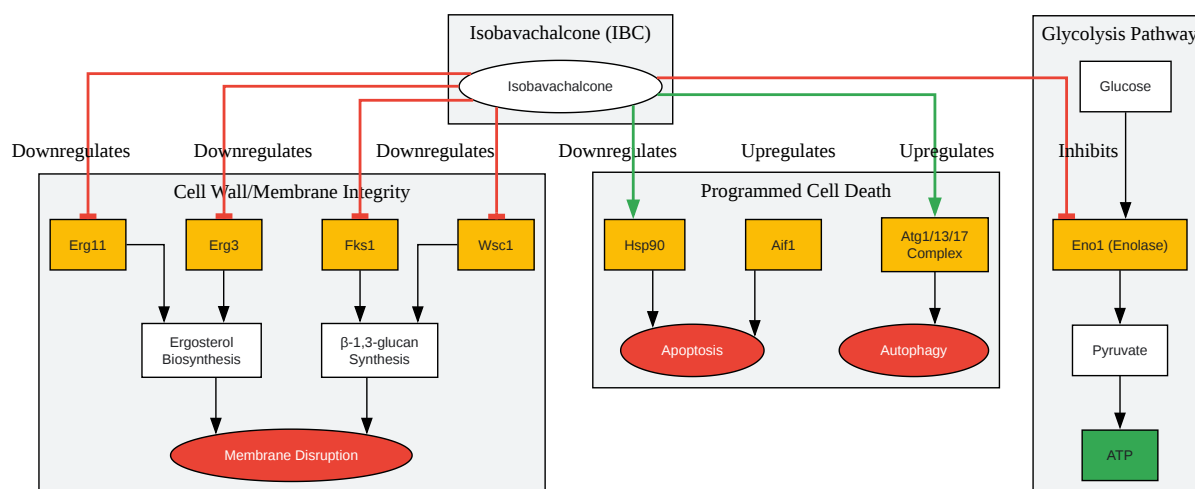 Isobavachalcone (IBC)
Glycolysis Pathway
Isobavachalcone
Glucose
Downregulates
Downregulates
Downregulates
Downregulates
Upregulates
Upregulates
Inhibits
Cell Wall/Membrane Integrity
Programmed Cell Death
Erg11
Erg3
Fks1
Wsc1
Hsp90
Aif1
Atg1/13/17
Complex
Eno1 (Enolase)
Ergosterol
Biosynthesis
β-1,3-glucan
Synthesis
Apoptosis
Autophagy
Pyruvate
Membrane Disruption
ATP